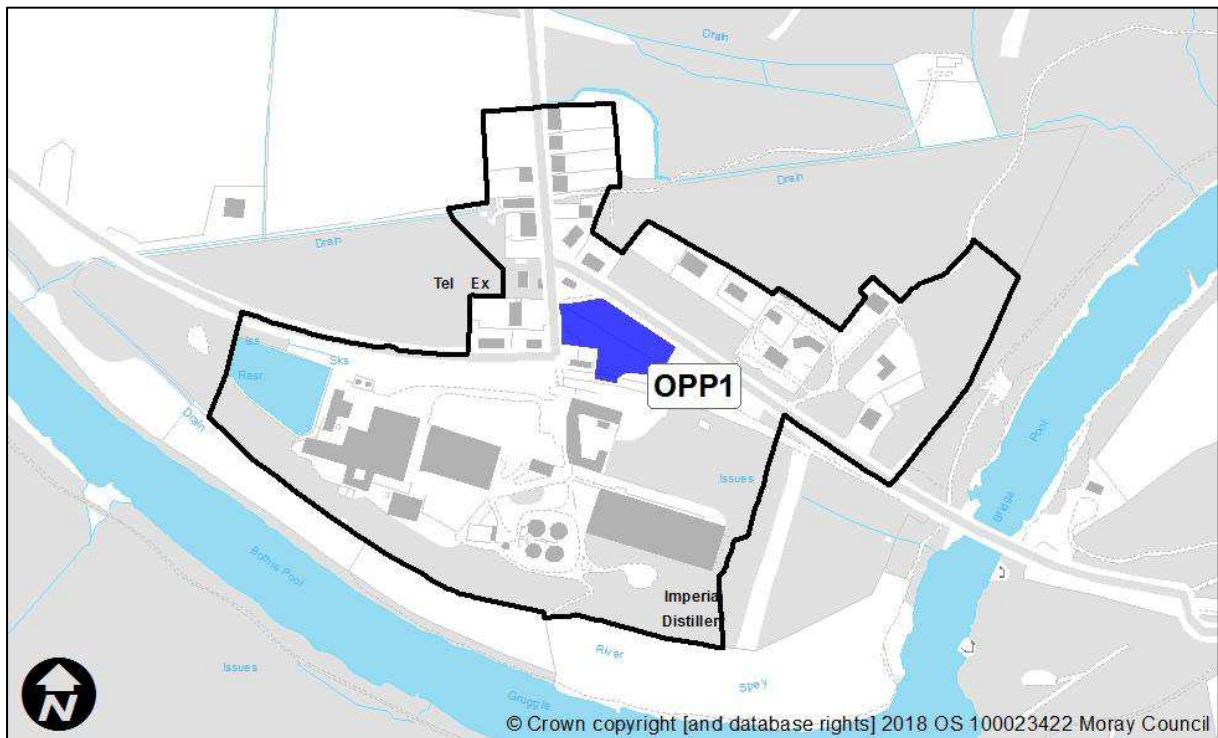 Drain
Drain
Drain
Tel Ex
Iss
Sks
Resr
OPP1
Drain
Issues
Pool
Bridge
Bothie Pool
Imperia
Distiller
River
Spey
Issues
Gruggle
N
© Crown copyright [and database rights] 2018 OS 100023422 Moray Council